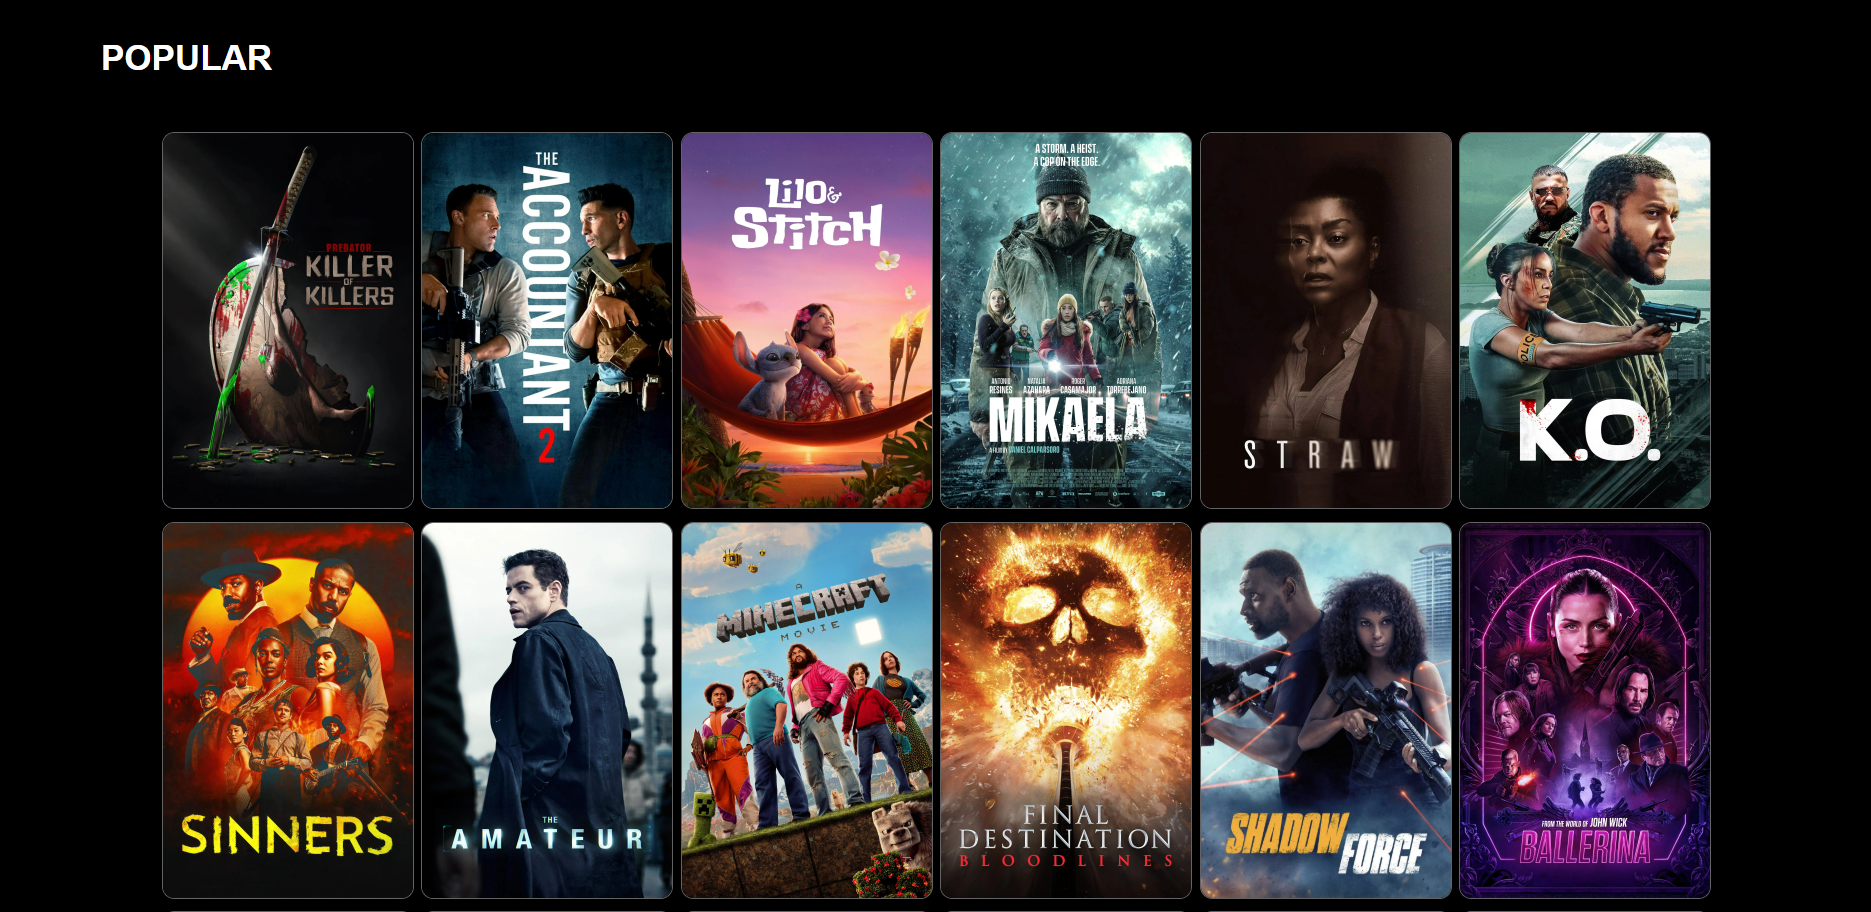 POPULAR
PREDATOR
KILLER
OF
KILLERS
THE
ACCOUNTANT
2
Lilo &
Stitch
A STORM. A HEIST.
A COP ON THE EDGE.
ANTONIO RESINES
NATALIA AZAHARA
ROGER CASAMAJOR
ADRIANA TORREBEJANO
MIKAELA
A FILM BY DANIEL CALPARSORO
STRAW
K.O.
SINNERS
THE
AMATEUR
A
MINECRAFT
MOVIE
FINAL
DESTINATION
BLOODLINES
SHADOW
FORCE
FROM THE WORLD OF JOHN WICK
BALLERINA